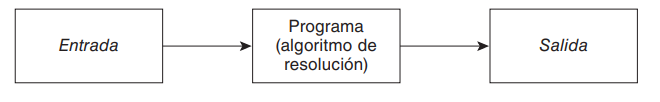 Entrada
Programa
(algoritmo de
resolución)
Salida